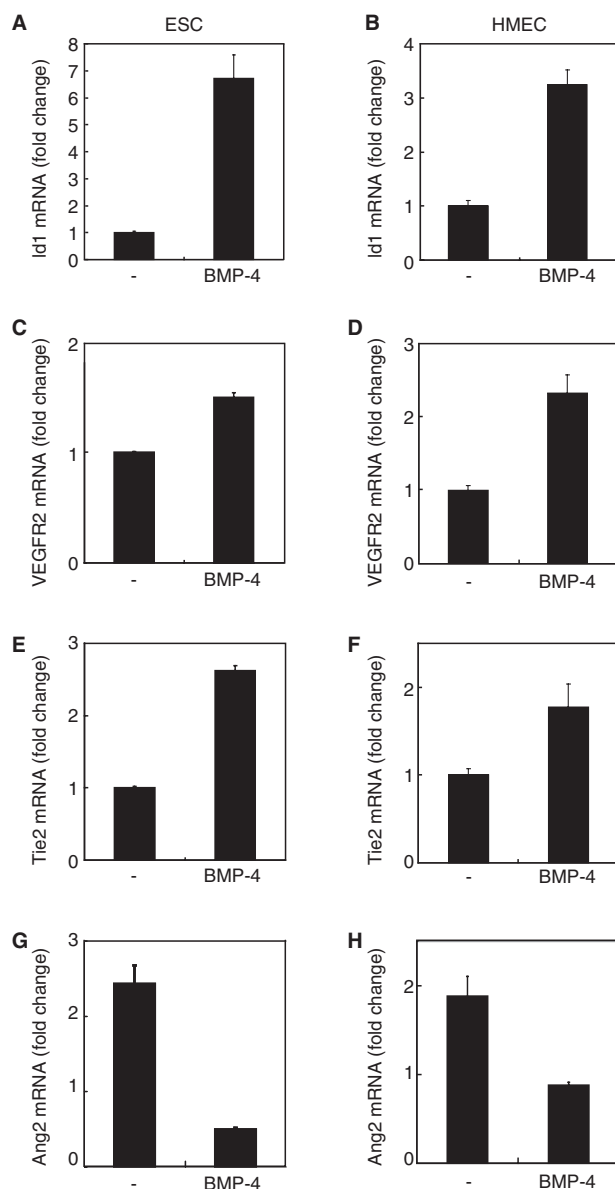 A
ESC
Id1 mRNA (fold change)
8
7
6
5
4
3
2
1
0
-
BMP-4
B
HMEC
Id1 mRNA (fold change)
4
3
2
1
0
-
BMP-4
C
VEGFR2 mRNA (fold change)
2
1
0
-
BMP-4
D
VEGFR2 mRNA (fold change)
3
2
1
0
-
BMP-4
E
Tie2 mRNA (fold change)
3
2
1
0
-
BMP-4
F
Tie2 mRNA (fold change)
2
1
0
-
BMP-4
G
Ang2 mRNA (fold change)
3
2
1
0
-
BMP-4
H
Ang2 mRNA (fold change)
2
1
0
-
BMP-4